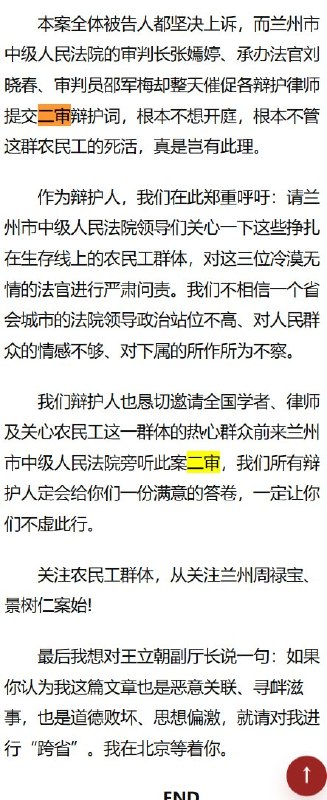 本案全体被告人都坚决上诉，而兰州市
中级人民法院的审判长张嫣婷、承办法官刘
晓春、审判员邵军梅却整天催促各辩护律师
提交二审辩护词，根本不想开庭，根本不管
这群农民工的死活，真是岂有此理。
作为辩护人，我们在此郑重呼吁：请兰
州市中级人民法院领导们关心一下这些挣扎
在生存线上的农民工群体，对这三位冷漠无
情的法官进行严肃问责。我们不相信一个省
会城市的法院领导政治站位不高、对人民群
众的情感不够、对下属的所作所为不察。
我们辩护人也恳切邀请全国学者、律师
及关心农民工这一群体的热心群众前来兰州
市中级人民法院旁听此案二审，我们所有辩
护人定会给你们一份满意的答卷，一定让你
们不虚此行。
关注农民工群体，从关注兰州周禄宝、
景树仁案始!
最后我想对王立朝副厅长说一句：如果
你认为我这篇文章也是恶意关联、寻衅滋
事，也是道德败坏、思想偏激，就请对我进
行“跨省”。我在北京等着你。
END